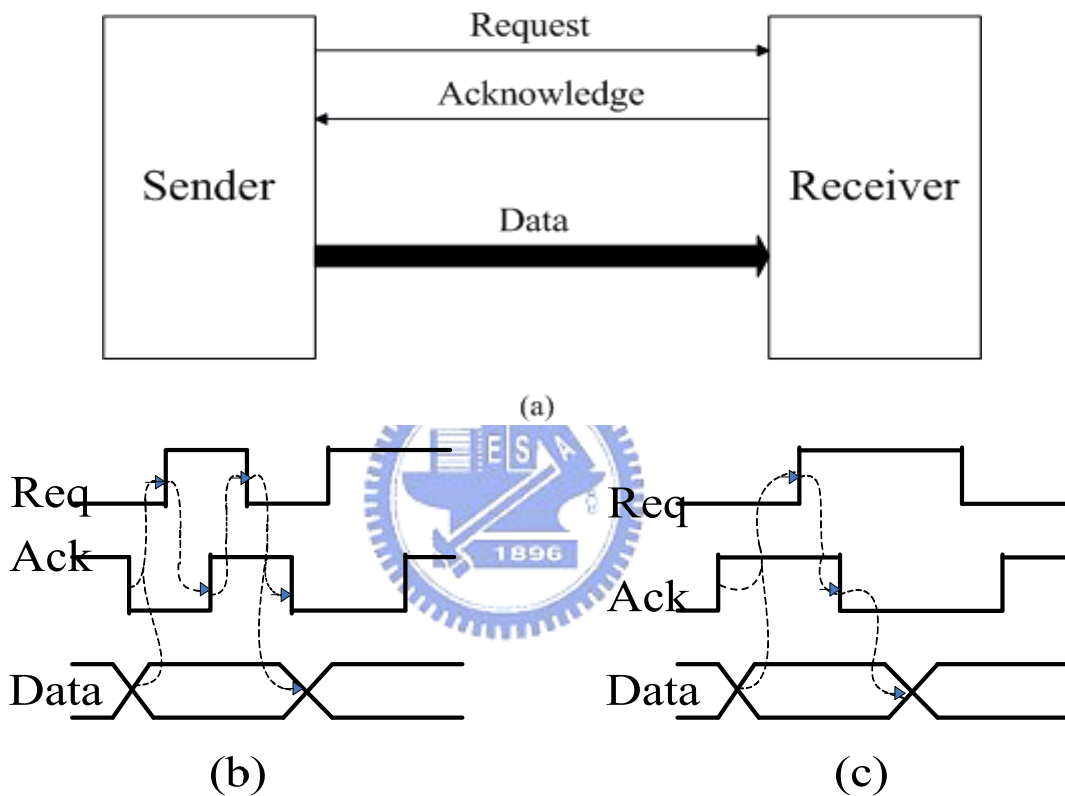 Request
Acknowledge
Sender
Receiver
Data
(a)
E S A
1896
Req
Ack
Data
(b)
Req
Ack
Data
(c)